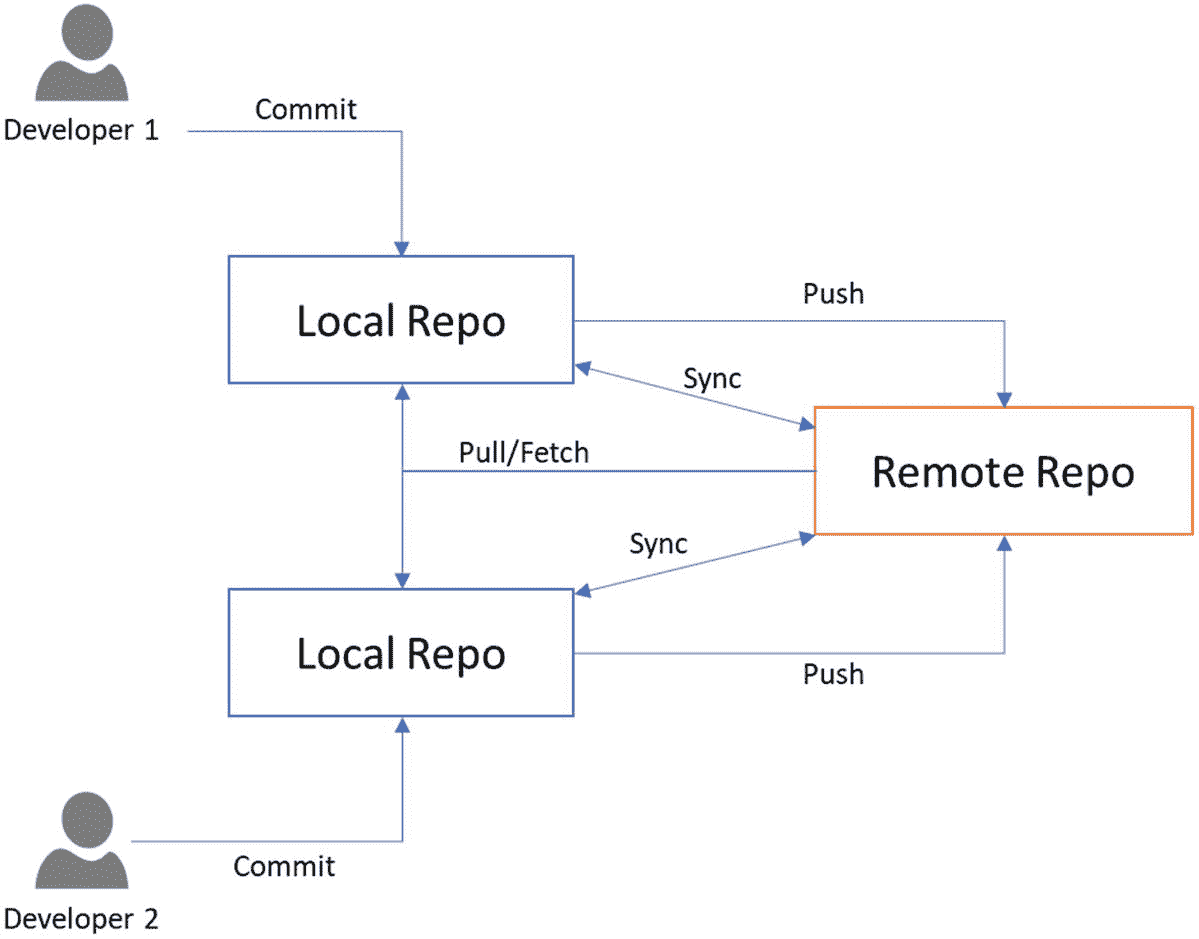 Developer 1
Commit
Local Repo
Push
Sync
Pull/Fetch
Remote Repo
Sync
Local Repo
Push
Commit
Developer 2